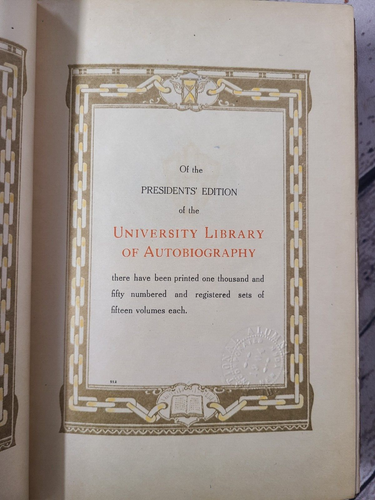 Of the
PRESIDENTS' EDITION
of the
UNIVERSITY LIBRARY
OF AUTOBIOGRAPHY
there have been printed one thousand and
fifty numbered and registered sets of
fifteen volumes each.